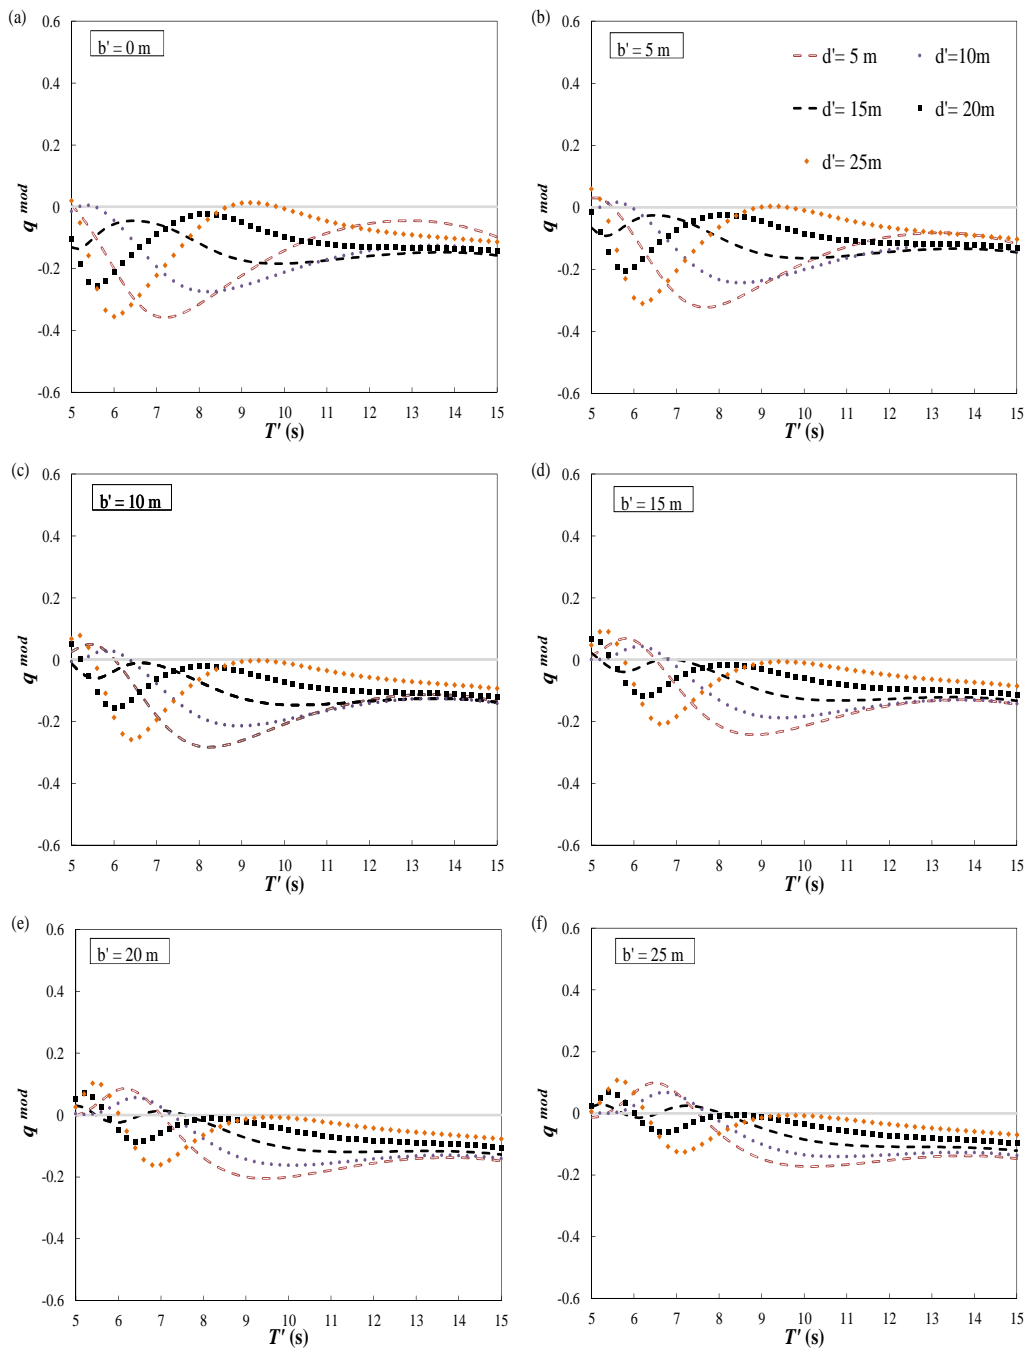 (a)
0.6
0.4
0.2
0
-0.2
-0.4
-0.6
q mod
b' = 0 m
5 6 7 8 9 10 11 12 13 14 15
T' (s)
(b)
0.6
0.4
0.2
0
-0.2
-0.4
-0.6
q mod
b' = 5 m
d'= 5 m d'=10m
d'= 15m d'= 20m
d'= 25m
5 6 7 8 9 10 11 12 13 14 15
T' (s)
(c)
0.6
0.4
0.2
0
-0.2
-0.4
-0.6
q mod
b' = 10 m
5 6 7 8 9 10 11 12 13 14 15
T' (s)
(d)
0.6
0.4
0.2
0
-0.2
-0.4
-0.6
q mod
b' = 15 m
5 6 7 8 9 10 11 12 13 14 15
T' (s)
(e)
0.6
0.4
0.2
0
-0.2
-0.4
-0.6
q mod
b' = 20 m
5 6 7 8 9 10 11 12 13 14 15
T' (s)
(f)
0.6
0.4
0.2
0
-0.2
-0.4
-0.6
q mod
b' = 25 m
5 6 7 8 9 10 11 12 13 14 15
T' (s)